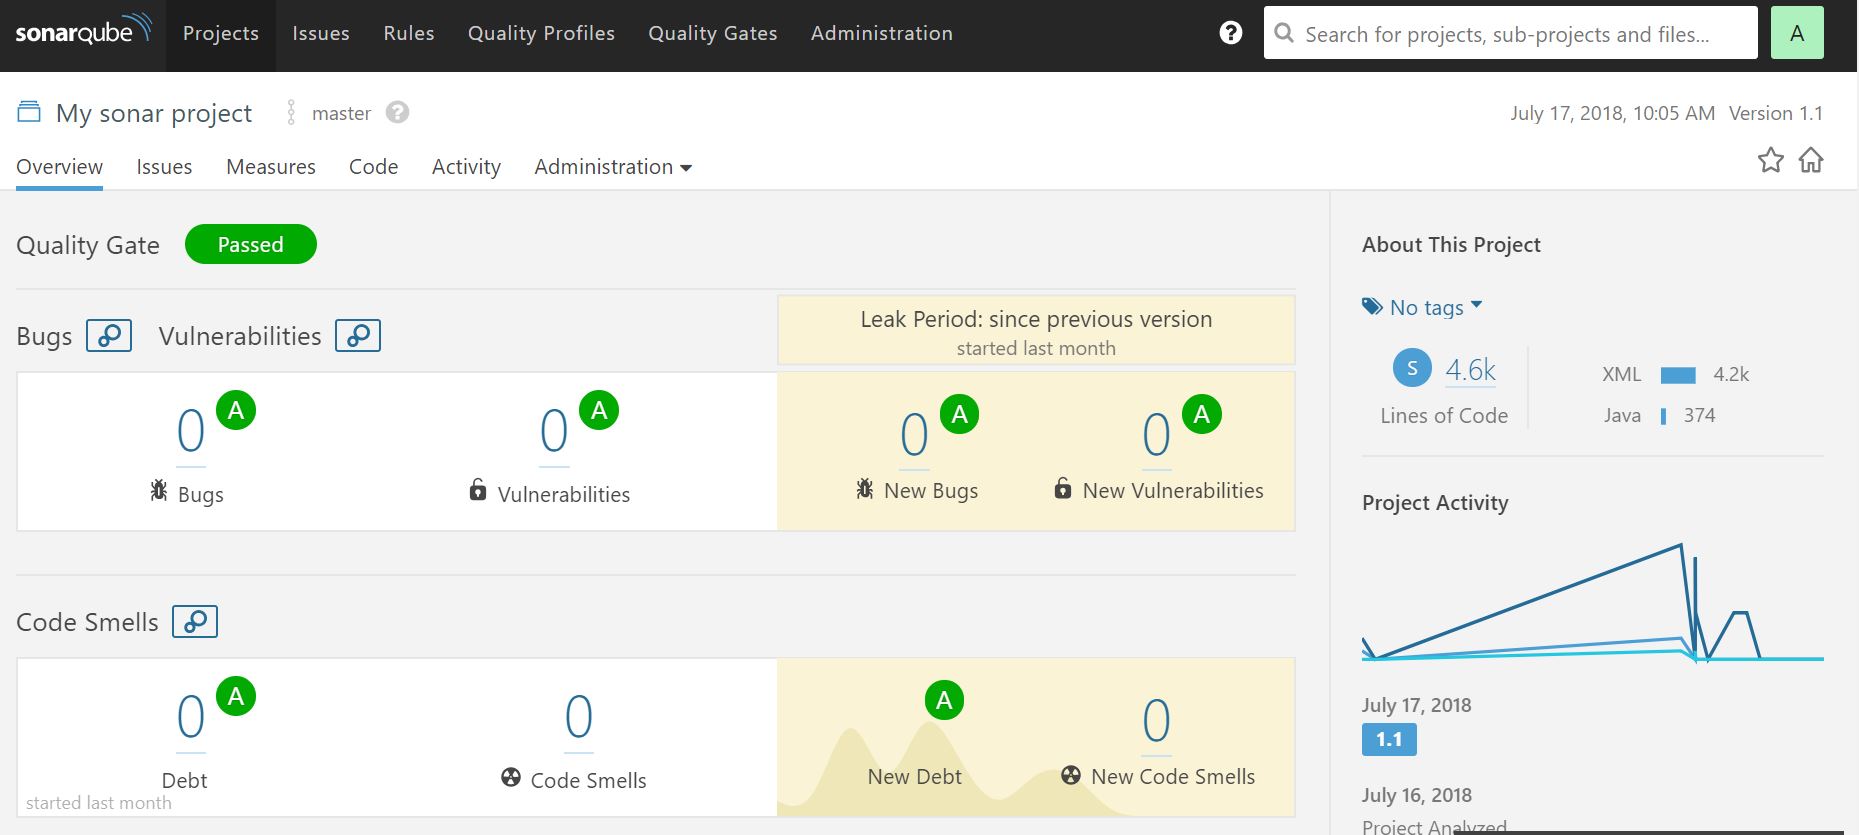 sonarqube Projects Issues Rules Quality Profiles Quality Gates Administration ? Search for projects, sub-projects and files... A
My sonar project master ? July 17, 2018, 10:05 AM Version 1.1
Overview Issues Measures Code Activity Administration
Quality Gate Passed
Leak Period: since previous version
started last month
Bugs Vulnerabilities
0 A 0 A 0 A 0 A
Bugs Vulnerabilities New Bugs New Vulnerabilities
Code Smells
0 A 0 A 0
Debt Code Smells New Debt New Code Smells
started last month
About This Project
No tags
S 4.6k
Lines of Code
XML 4.2k
Java 374
Project Activity
July 17, 2018
1.1
July 16, 2018
Project Analyzed